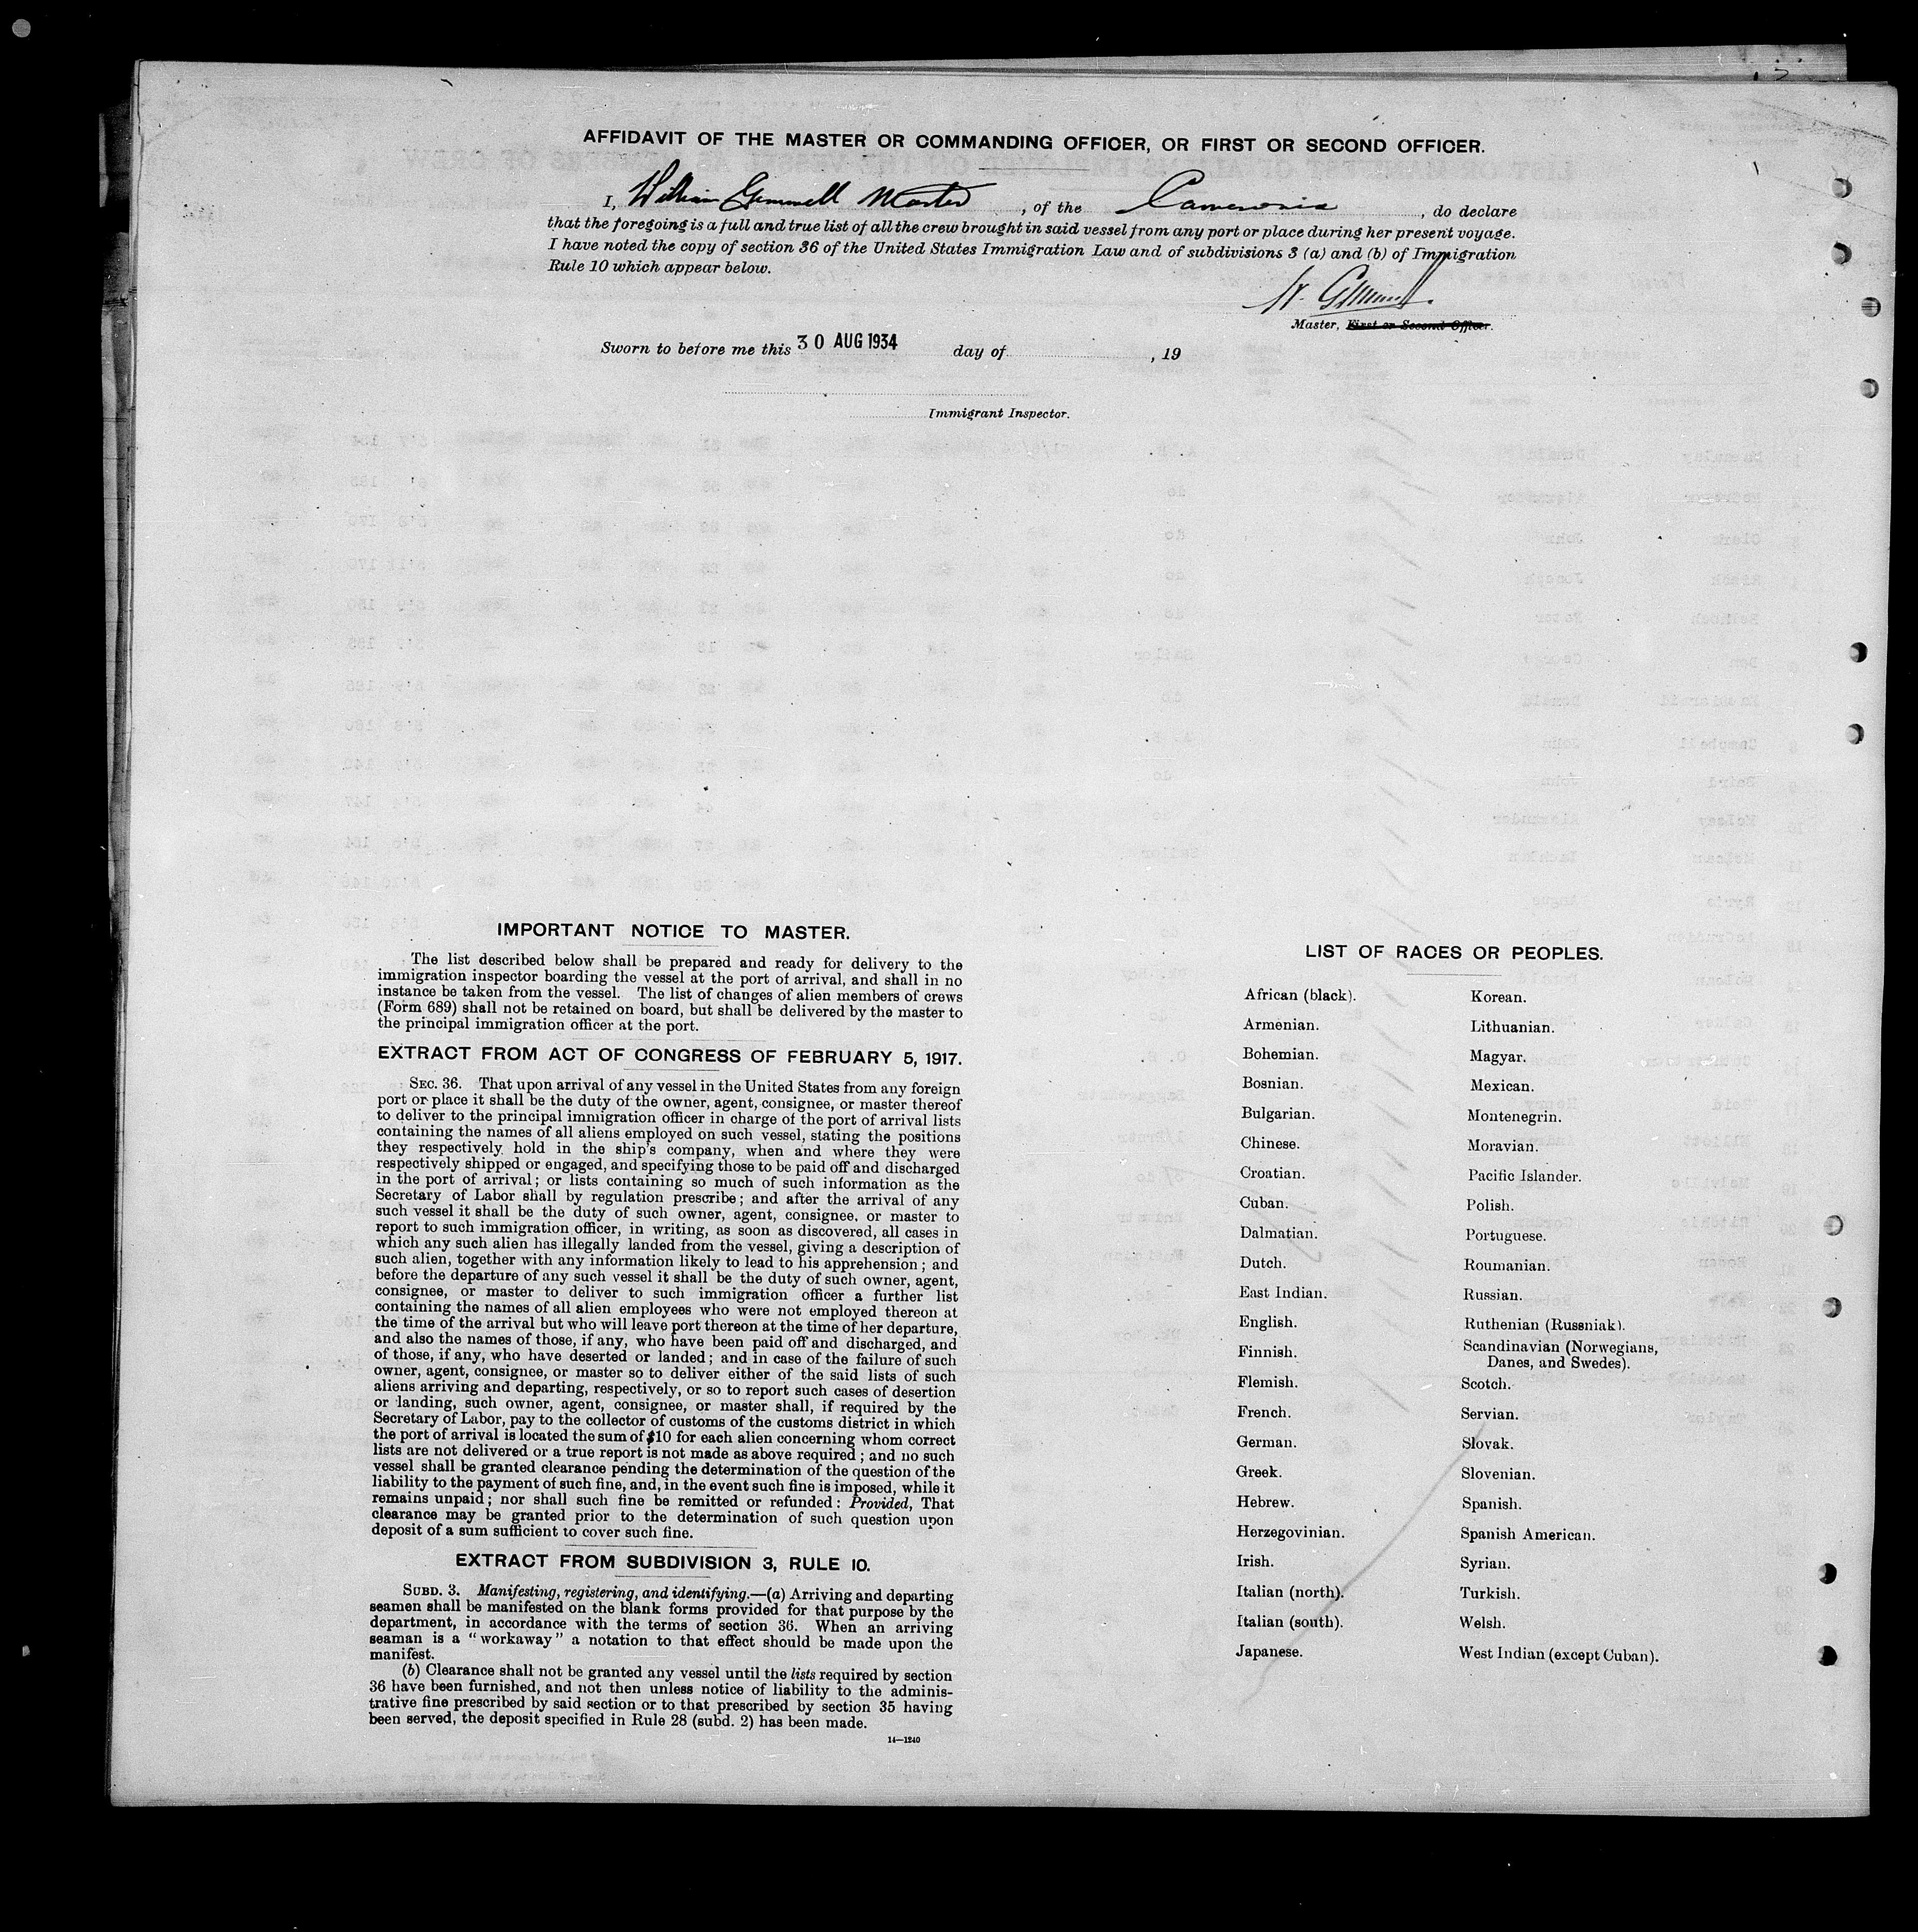 AFFIDAVIT OF THE MASTER OR COMMANDING OFFICER, OR FIRST OR SECOND OFFICER.
I, William Gemmell Master, of the Cameronia, do declare
that the foregoing is a full and true list of all the crew brought in said vessel from any port or place during her present voyage.
I have noted the copy of section 36 of the United States Immigration Law and of subdivisions 3 (a) and (b) of Immigration
Rule 10 which appear below.
W. Gemmell.
Master, First or Second Officer.
Sworn to before me this 30 AUG 1934 day of , 19
Immigrant Inspector.
IMPORTANT NOTICE TO MASTER.
The list described below shall be prepared and ready for delivery to the
immigration inspector boarding the vessel at the port of arrival, and shall in no
instance be taken from the vessel. The list of changes of alien members of crews
(Form 689) shall not be retained on board, but shall be delivered by the master to
the principal immigration officer at the port.
EXTRACT FROM ACT OF CONGRESS OF FEBRUARY 5, 1917.
SEC. 36. That upon arrival of any vessel in the United States from any foreign
port or place it shall be the duty of the owner, agent, consignee, or master thereof
to deliver to the principal immigration officer in charge of the port of arrival lists
containing the names of all aliens employed on such vessel, stating the positions
they respectively hold in the ship's company, when and where they were
respectively shipped or engaged, and specifying those to be paid off and discharged
in the port of arrival; or lists containing so much of such information as the
Secretary of Labor shall by regulation prescribe; and after the arrival of any
such vessel it shall be the duty of such owner, agent, consignee, or master to
report to such immigration officer, in writing, as soon as discovered, all cases in
which any such alien has illegally landed from the vessel, giving a description of
such alien, together with any information likely to lead to his apprehension; and
before the departure of any such vessel it shall be the duty of such owner, agent,
consignee, or master to deliver to such immigration officer a further list
containing the names of all alien employees who were not employed thereon at
the time of the arrival but who will leave port thereon at the time of her departure,
and also the names of those, if any, who have been paid off and discharged, and
of those, if any, who have deserted or landed; and in case of the failure of such
owner, agent, consignee, or master so to deliver either of the said lists of such
aliens arriving and departing, respectively, or so to report such cases of desertion
or landing, such owner, agent, consignee, or master shall, if required by the
Secretary of Labor, pay to the collector of customs of the customs district in which
the port of arrival is located the sum of $10 for each alien concerning whom correct
lists are not delivered or a true report is not made as above required; and no such
vessel shall be granted clearance pending the determination of the question of the
liability to the payment of such fine, and, in the event such fine is imposed, while it
remains unpaid; nor shall such fine be remitted or refunded: Provided, That
clearance may be granted prior to the determination of such question upon
deposit of a sum sufficient to cover such fine.
EXTRACT FROM SUBDIVISION 3, RULE 10.
SUBD. 3. Manifesting, registering, and identifying.—(a) Arriving and departing
seamen shall be manifested on the blank forms provided for that purpose by the
department, in accordance with the terms of section 36. When an arriving
seaman is a "workaway" a notation to that effect should be made upon the
manifest.
(b) Clearance shall not be granted any vessel until the lists required by section
36 have been furnished, and not then unless notice of liability to the adminis-
trative fine prescribed by said section or to that prescribed by section 35 having
been served, the deposit specified in Rule 28 (subd. 2) has been made.
14—1240
LIST OF RACES OR PEOPLES.
African (black).
Armenian.
Bohemian.
Bosnian.
Bulgarian.
Chinese.
Croatian.
Cuban.
Dalmatian.
Dutch.
East Indian.
English.
Finnish.
Flemish.
French.
German.
Greek.
Hebrew.
Herzegovinian.
Irish.
Italian (north).
Italian (south).
Japanese.
Korean.
Lithuanian.
Magyar.
Mexican.
Montenegrin.
Moravian.
Pacific Islander.
Polish.
Portuguese.
Roumanian.
Russian.
Ruthenian (Russniak).
Scandinavian (Norwegians,
Danes, and Swedes).
Scotch.
Servian.
Slovak.
Slovenian.
Spanish.
Spanish American.
Syrian.
Turkish.
Welsh.
West Indian (except Cuban).